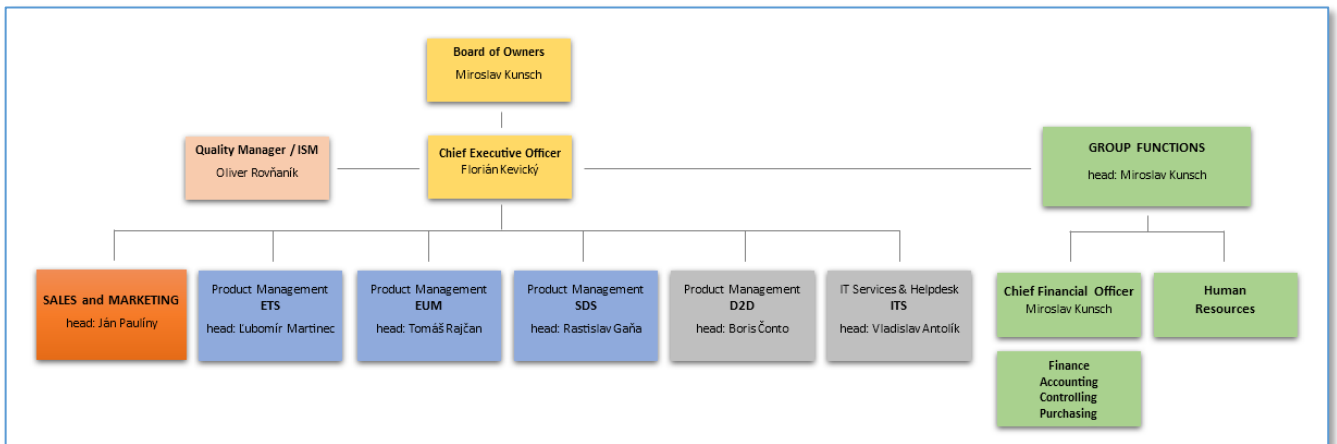 Board of Owners
Miroslav Kunsch
Quality Manager / ISM
Oliver Rovňaník
Chief Executive Officer
Florián Kevický
GROUP FUNCTIONS
head: Miroslav Kunsch
SALES and MARKETING
head: Ján Paulíny
Product Management
ETS
head: Ľubomír Martinec
Product Management
EUM
head: Tomáš Rajčan
Product Management
SDS
head: Rastislav Gaňa
Product Management
D2D
head: Boris Čonto
IT Services & Helpdesk
ITS
head: Vladislav Antolík
Chief Financial Officer
Miroslav Kunsch
Human
Resources
Finance
Accounting
Controlling
Purchasing